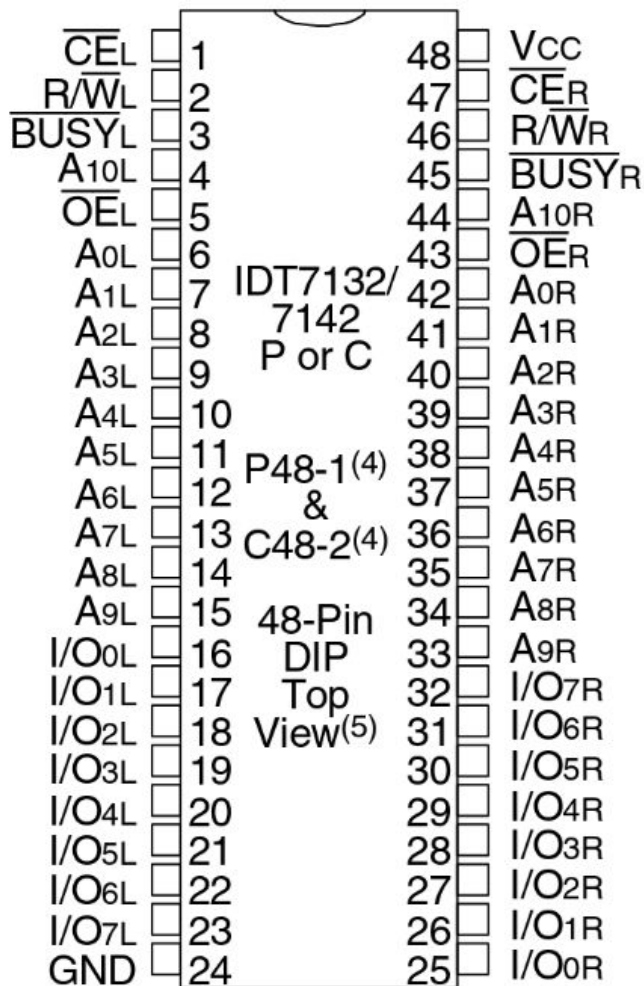 CEL 1 48 VCC
R/WL 2 47 CER
BUSYL 3 46 R/WR
A10L 4 45 BUSYR
OEL 5 44 A10R
A0L 6 43 OER
A1L 7 IDT7132/ 42 A0R
A2L 8 7142 41 A1R
A3L 9 P or C 40 A2R
A4L 10 39 A3R
A5L 11 P48-1(4) 38 A4R
A6L 12 & 37 A5R
A7L 13 C48-2(4) 36 A6R
A8L 14 35 A7R
A9L 15 48-Pin 34 A8R
I/O0L 16 DIP 33 A9R
I/O1L 17 Top 32 I/O7R
I/O2L 18 View(5) 31 I/O6R
I/O3L 19 30 I/O5R
I/O4L 20 29 I/O4R
I/O5L 21 28 I/O3R
I/O6L 22 27 I/O2R
I/O7L 23 26 I/O1R
GND 24 25 I/O0R